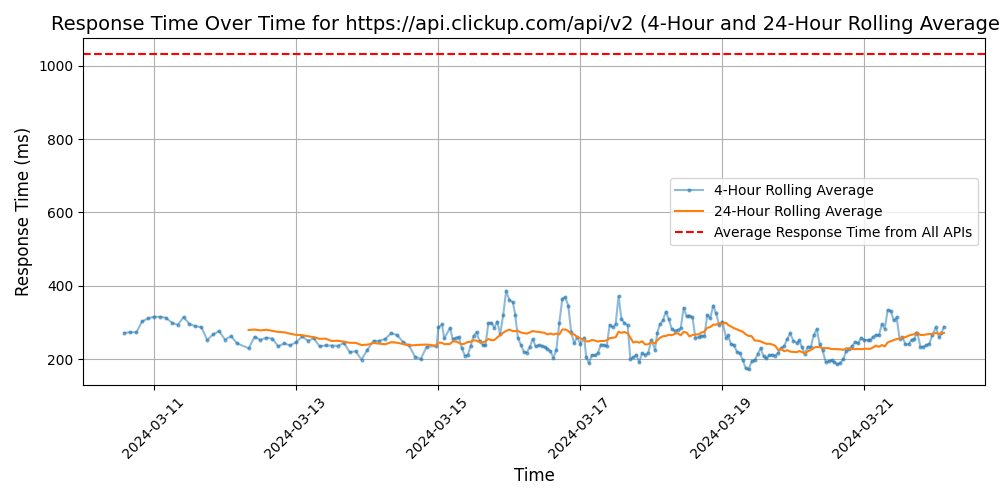 Response Time Over Time for https://api.clickup.com/api/v2 (4-Hour and 24-Hour Rolling Average
Response Time (ms)
1000
800
600
400
200
4-Hour Rolling Average
24-Hour Rolling Average
Average Response Time from All APIs
2024-03-11
2024-03-13
2024-03-15
2024-03-17
2024-03-19
2024-03-21
Time